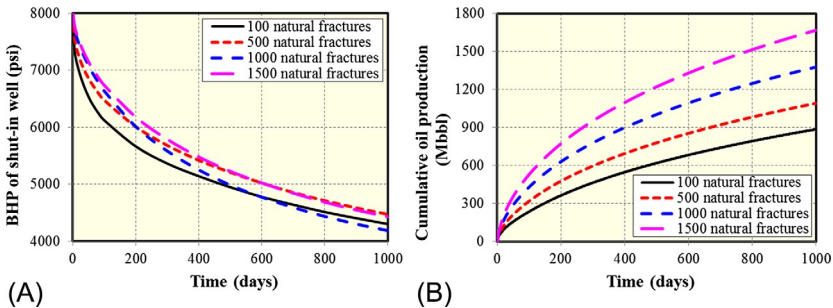 8000
7000
6000
5000
4000
BHP of shut-in well (psi)
100 natural fractures
500 natural fractures
1000 natural fractures
1500 natural fractures
0 200 400 600 800 1000
Time (days)
(A)
1800
1500
1200
900
600
300
0
Cumulative oil production
(Mbbl)
100 natural fractures
500 natural fractures
1000 natural fractures
1500 natural fractures
0 200 400 600 800 1000
Time (days)
(B)